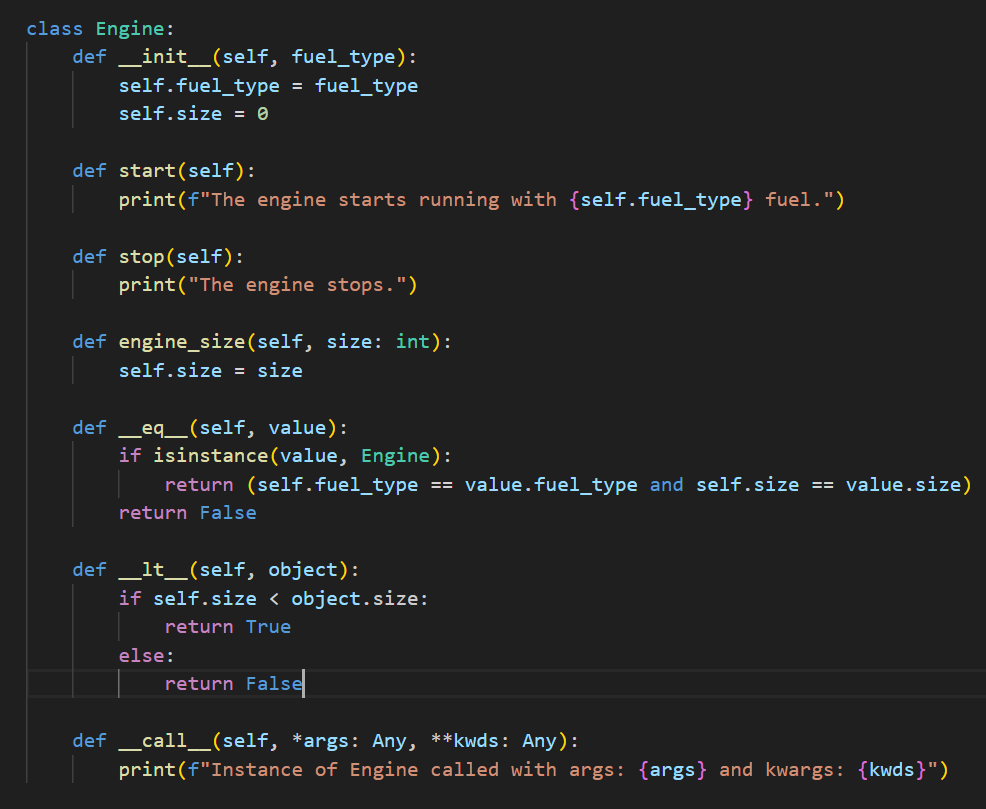 class Engine:
    def __init__(self, fuel_type):
        self.fuel_type = fuel_type
        self.size = 0

    def start(self):
        print(f"The engine starts running with {self.fuel_type} fuel.")

    def stop(self):
        print("The engine stops.")

    def engine_size(self, size: int):
        self.size = size

    def __eq__(self, value):
        if isinstance(value, Engine):
            return (self.fuel_type == value.fuel_type and self.size == value.size)
        return False

    def __lt__(self, object):
        if self.size < object.size:
            return True
        else:
            return False

    def __call__(self, *args: Any, **kwds: Any):
        print(f"Instance of Engine called with args: {args} and kwargs: {kwds}")